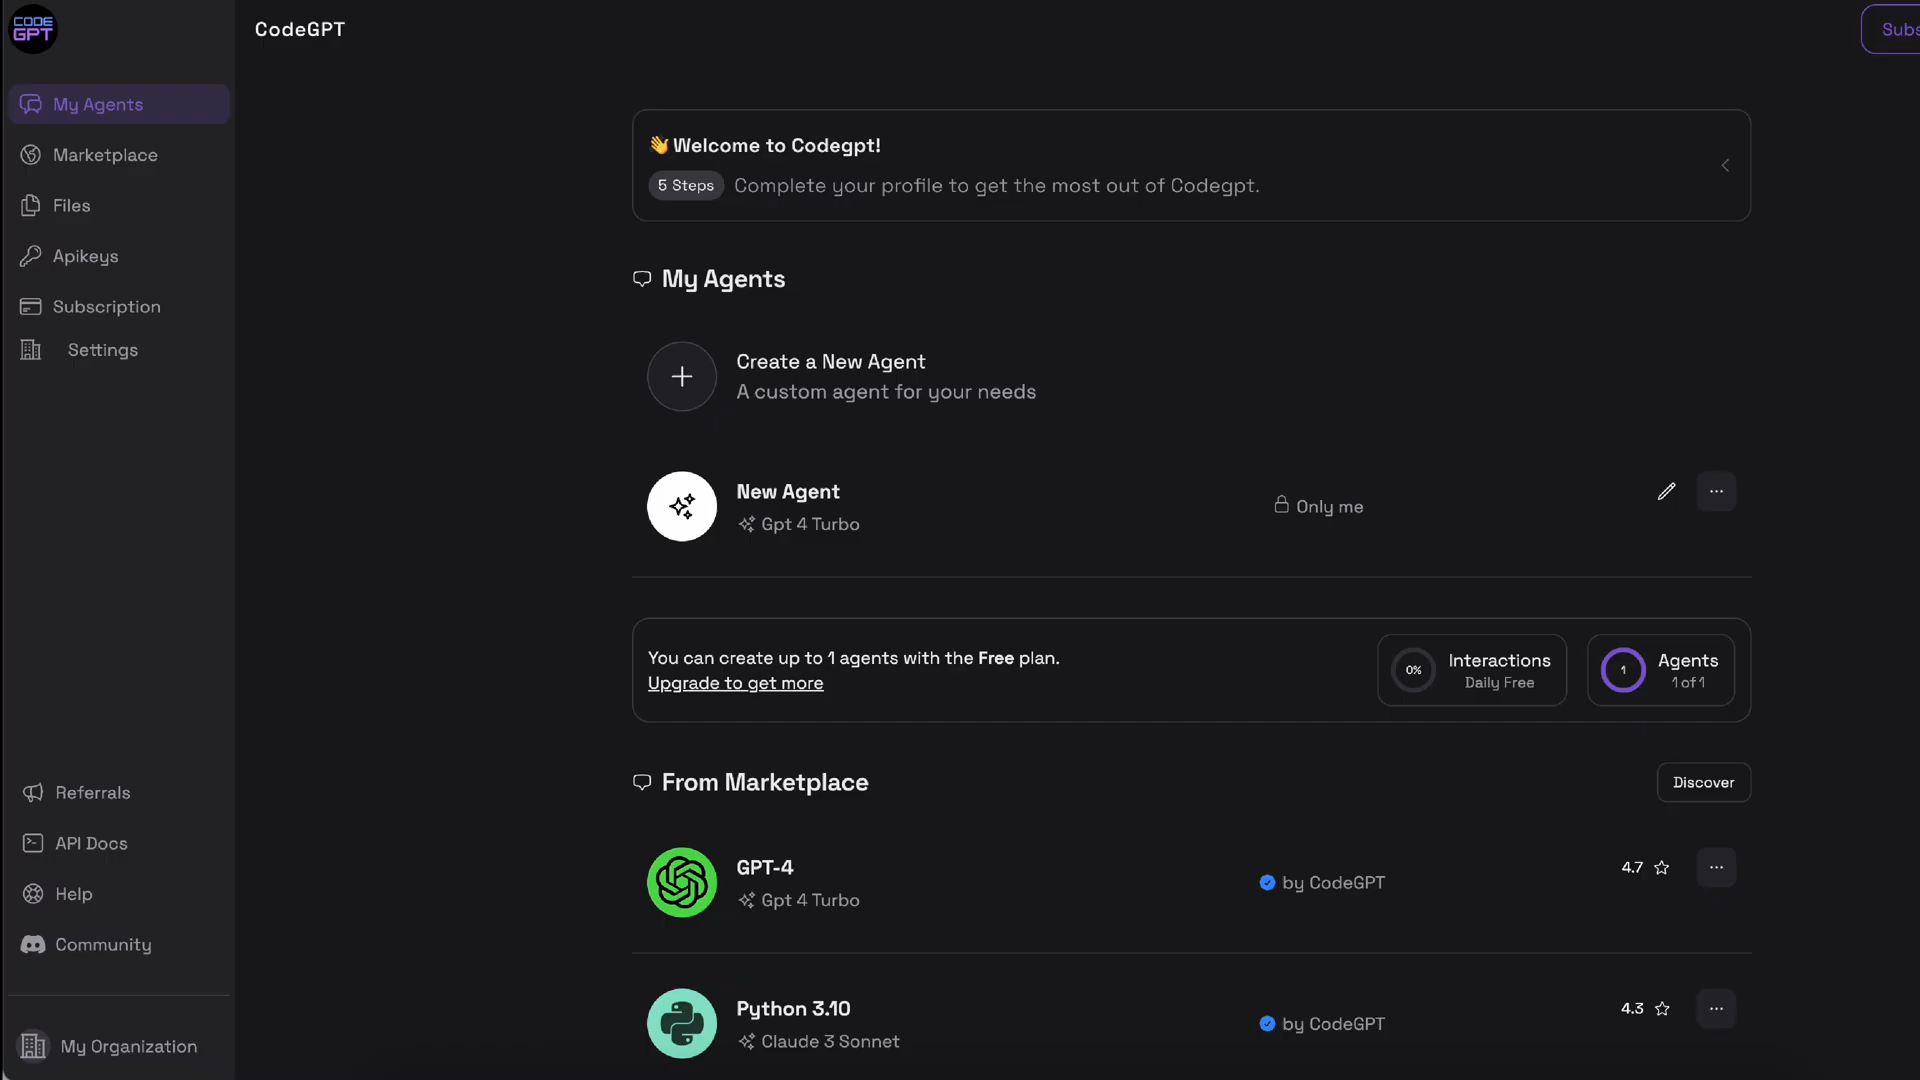 CODE
GPT
CodeGPT
Subs
My Agents
Marketplace
Files
Apikeys
Subscription
Settings
👋 Welcome to Codegpt!
5 Steps Complete your profile to get the most out of Codegpt.
My Agents
Create a New Agent
A custom agent for your needs
New Agent
Gpt 4 Turbo
Only me
You can create up to 1 agents with the Free plan.
Upgrade to get more
0%
Interactions
Daily Free
1
Agents
1 of 1
From Marketplace
Discover
GPT-4
Gpt 4 Turbo
by CodeGPT
4.7
Python 3.10
Claude 3 Sonnet
by CodeGPT
4.3
Referrals
API Docs
Help
Community
My Organization